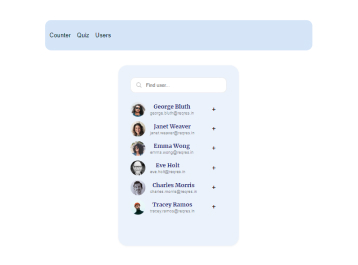 Counter Quiz Users
Find user...
George Bluth
george.bluth@reqres.in
+
Janet Weaver
janet.weaver@reqres.in
+
Emma Wong
emma.wong@reqres.in
+
Eve Holt
eve.holt@reqres.in
+
Charles Morris
charles.morris@reqres.in
+
Tracey Ramos
tracey.ramos@reqres.in
+